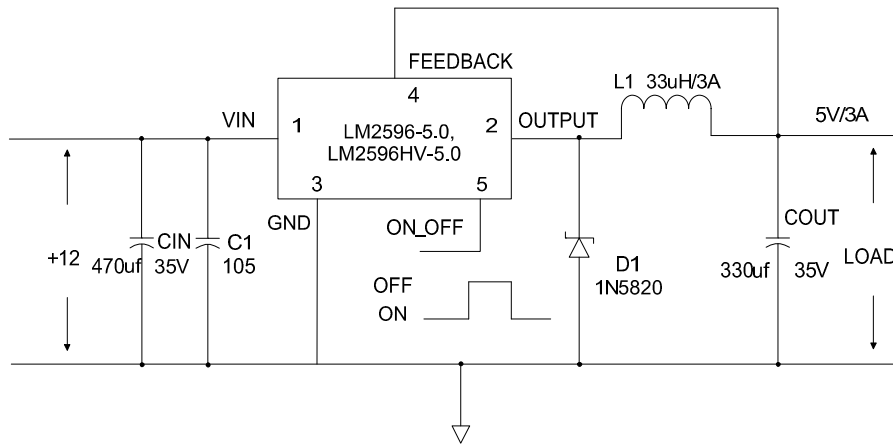 FEEDBACK
L1 33uH/3A
4
VIN
1
LM2596-5.0,
LM2596HV-5.0
2
OUTPUT
5V/3A
3
5
GND
ON_OFF
+12
470uf
CIN
35V
C1
105
OFF
ON
D1
1N5820
COUT
330uf
35V
LOAD